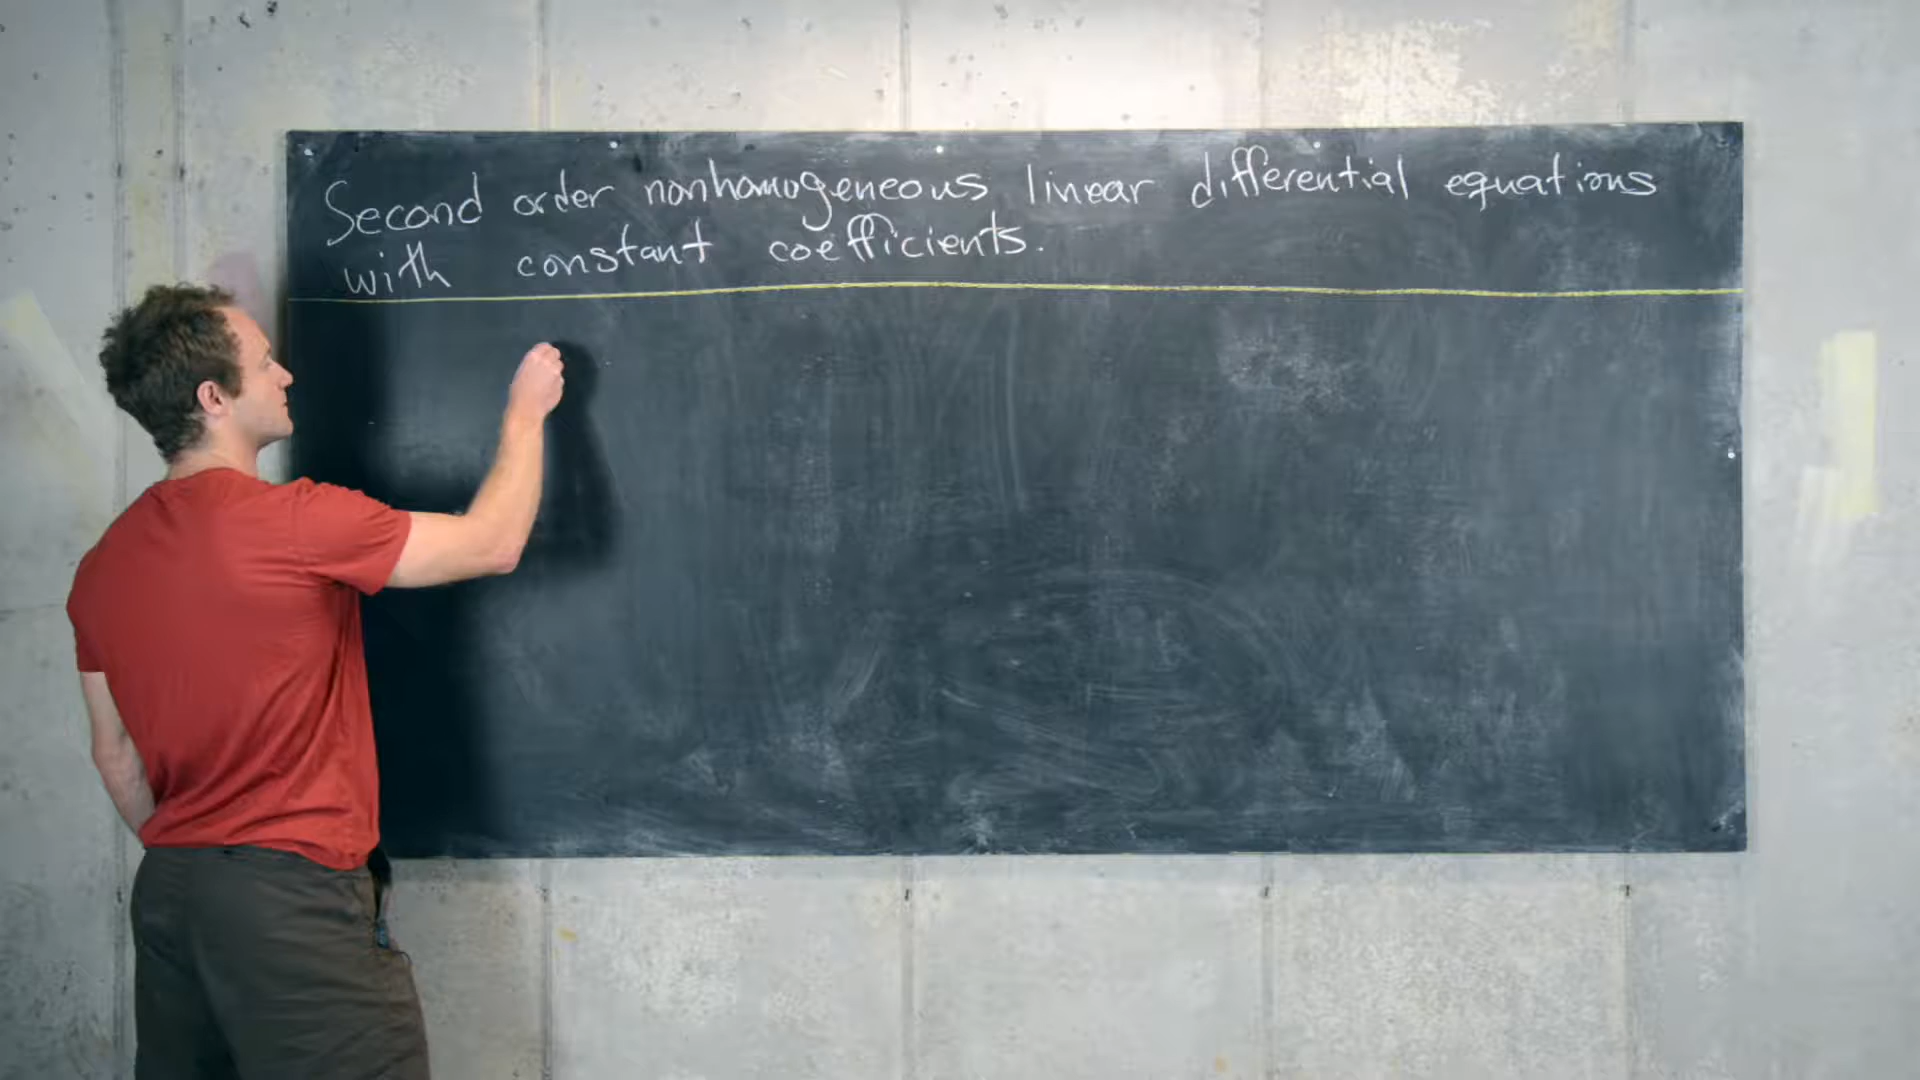 Second order nonhomogeneous linear differential equations
with constant coefficients.